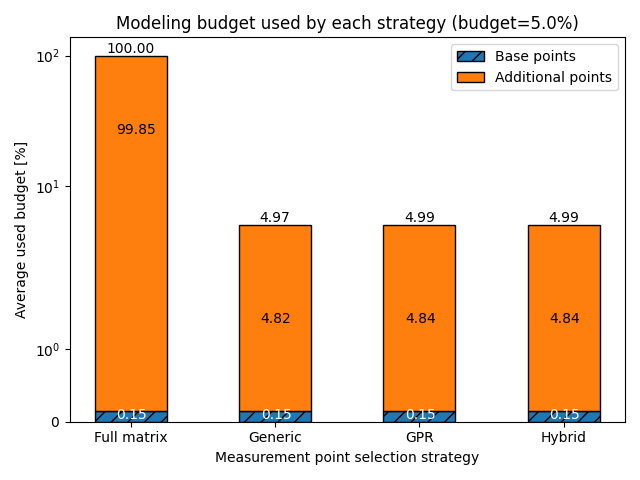 Modeling budget used by each strategy (budget=5.0%)
Average used budget [%]
10²
10¹
10⁰
0
Base points
Additional points
100.00
99.85
0.15
4.97
4.82
0.15
4.99
4.84
0.15
4.99
4.84
0.15
Full matrix
Generic
GPR
Hybrid
Measurement point selection strategy